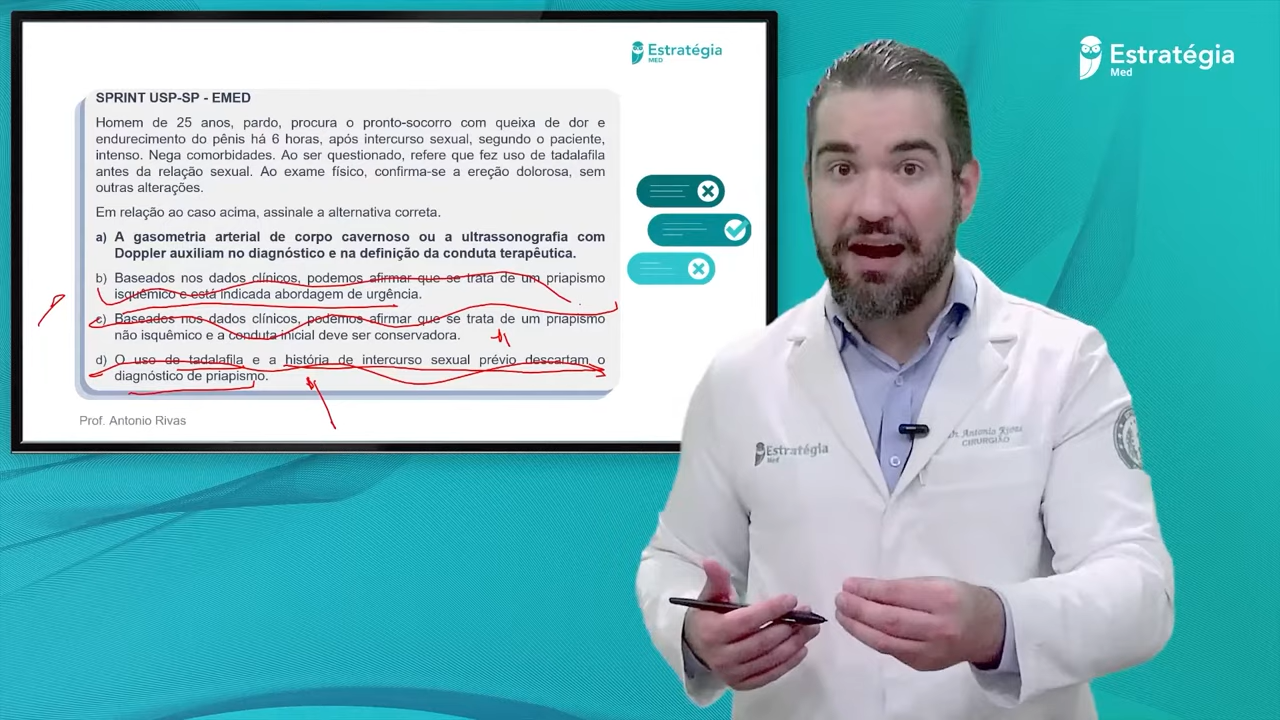 Estratégia
MED
Estratégia
Med
SPRINT USP-SP - EMED
Homem de 25 anos, pardo, procura o pronto-socorro com queixa de dor e
endurecimento do pênis há 6 horas, após intercurso sexual, segundo o paciente,
intenso. Nega comorbidades. Ao ser questionado, refere que fez uso de tadalafila
antes da relação sexual. Ao exame físico, confirma-se a ereção dolorosa, sem
outras alterações.
Em relação ao caso acima, assinale a alternativa correta.
a) A gasometria arterial de corpo cavernoso ou a ultrassonografia com
Doppler auxiliam no diagnóstico e na definição da conduta terapêutica.
b) Baseados nos dados clínicos, podemos afirmar que se trata de um priapismo
isquêmico e está indicada abordagem de urgência.
c) Baseados nos dados clínicos, podemos afirmar que se trata de um priapismo
não isquêmico e a conduta inicial deve ser conservadora.
d) O uso de tadalafila e a história de intercurso sexual prévio descartam o
diagnóstico de priapismo.
Prof. Antonio Rivas
Estratégia
Med
Dr. Antonio Rivas
CIRURGIÃO